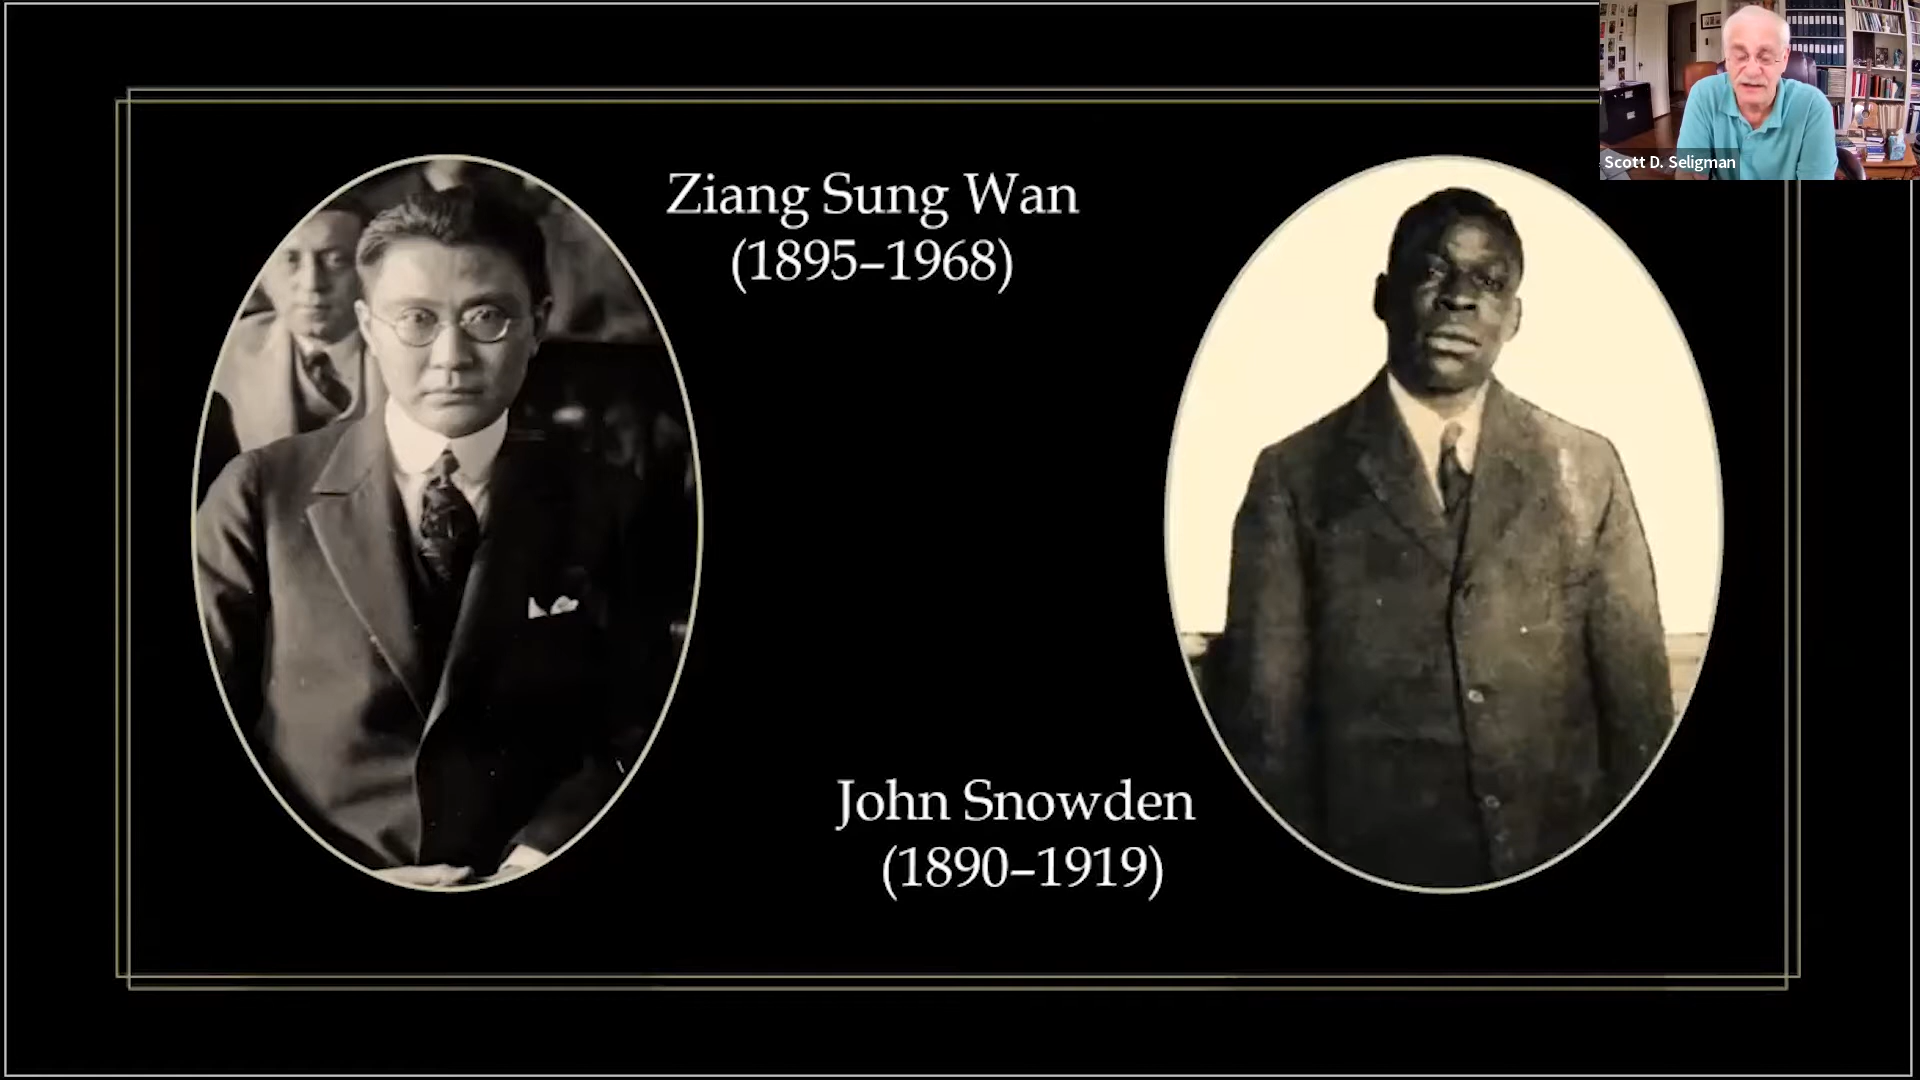 Ziang Sung Wan
(1895–1968)
Scott D. Seligman
John Snowden
(1890–1919)